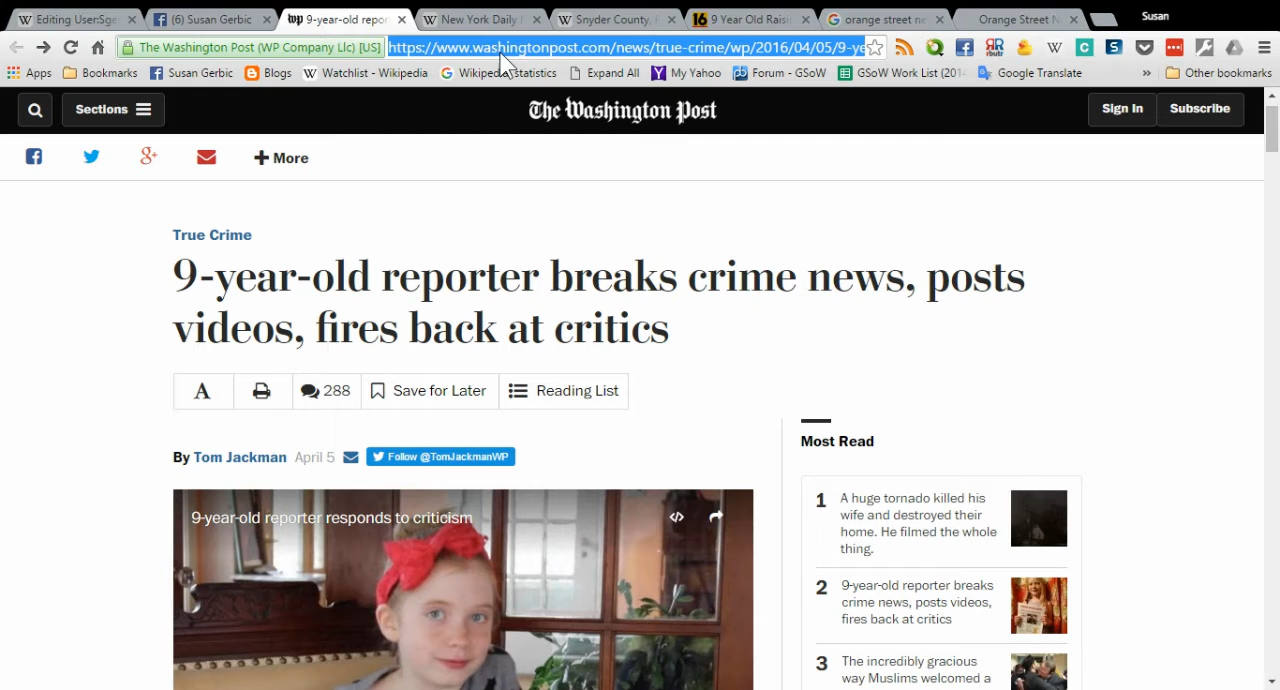 Editing User:Sge
(6) Susan Gerbic
wp 9-year-old repor
New York Daily N
Snyder County, P
16 9 Year Old Raisi
orange street ne
Orange Street N
Susan
The Washington Post (WP Company Llc) [US]
https://www.washingtonpost.com/news/true-crime/wp/2016/04/05/9-ye
Apps
Bookmarks
Susan Gerbic
Blogs
Watchlist - Wikipedia
Wikipedia Statistics
Expand All
My Yahoo
Forum - GSoW
GSoW Work List (201
Google Translate
»
Other bookmarks
Sections
The Washington Post
Sign In
Subscribe
+ More
True Crime
9-year-old reporter breaks crime news, posts
videos, fires back at critics
A
288
Save for Later
Reading List
By Tom Jackman April 5
Follow @TomJackmanWP
9-year-old reporter responds to criticism
Most Read
1
A huge tornado killed his
wife and destroyed their
home. He filmed the whole
thing.
2
9-year-old reporter breaks
crime news, posts videos,
fires back at critics
3
The incredibly gracious
way Muslims welcomed a